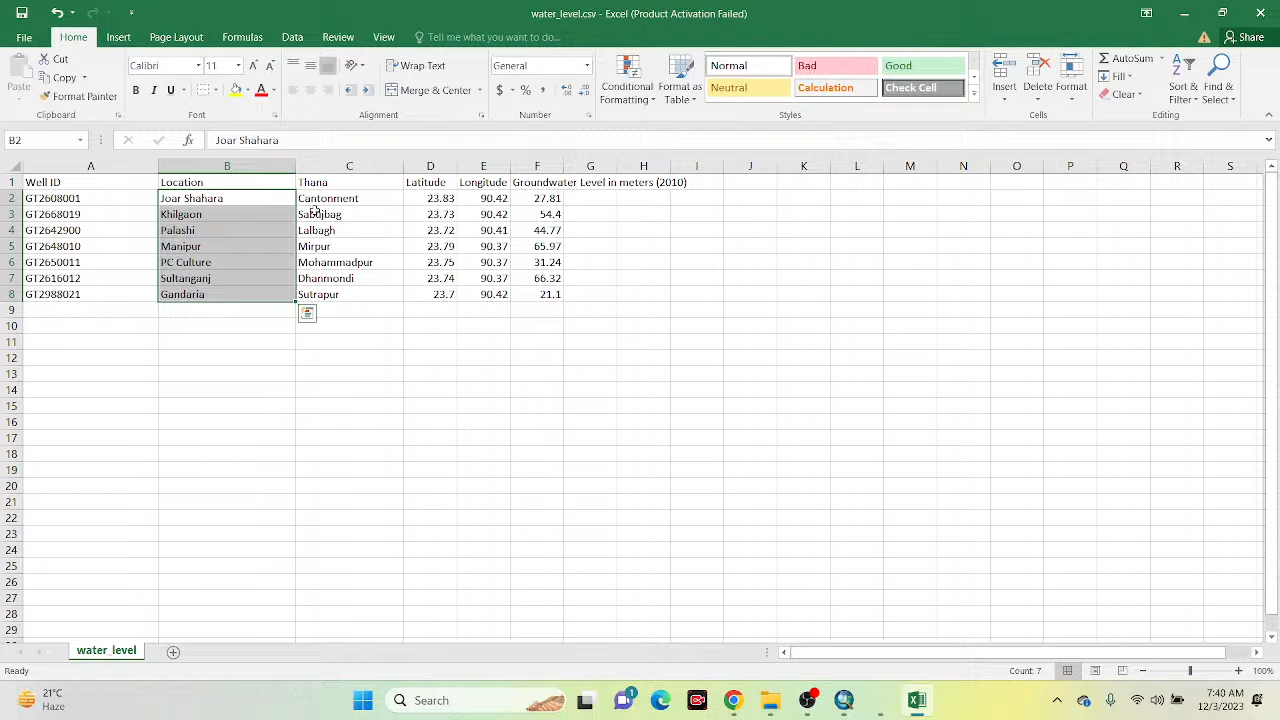 water_level.csv - Excel (Product Activation Failed)
File Home Insert Page Layout Formulas Data Review View Tell me what you want to do... Share
Paste Cut Copy Format Painter
Calibri 11
B I U
Wrap Text
Merge & Center
General
$ % ,
Conditional Formatting
Format as Table
Normal Bad Good
Neutral Calculation Check Cell
Insert Delete Format
AutoSum Fill Clear
Sort & Filter
Find & Select
Clipboard Font Alignment Number Styles Cells Editing
B2 fx Joar Shahara
A B C D E F G H I J K L M N O P Q R S
1 Well ID Location Thana Latitude Longitude Groundwater Level in meters (2010)
2 GT2608001 Joar Shahara Cantonment 23.83 90.42 27.81
3 GT2668019 Khilgaon 23.73 90.42 54.4
4 GT2642900 Palashi Lalbagh 23.72 90.41 44.77
5 GT2648010 Manipur Mirpur 23.79 90.37 65.97
6 GT2650011 PC Culture Mohammadpur 23.75 90.37 31.24
7 GT2616012 Sultanganj Dhanmondi 23.74 90.37 66.32
8 GT2988021 Gandaria Sutrapur 23.7 90.42 21.1
9
10
11
12
13
14
15
16
17
18
19
20
21
22
23
24
25
26
27
28
29
water_level
Ready Count: 7 100%
21°C
Haze
Search
1
7:40 AM
12/3/2023